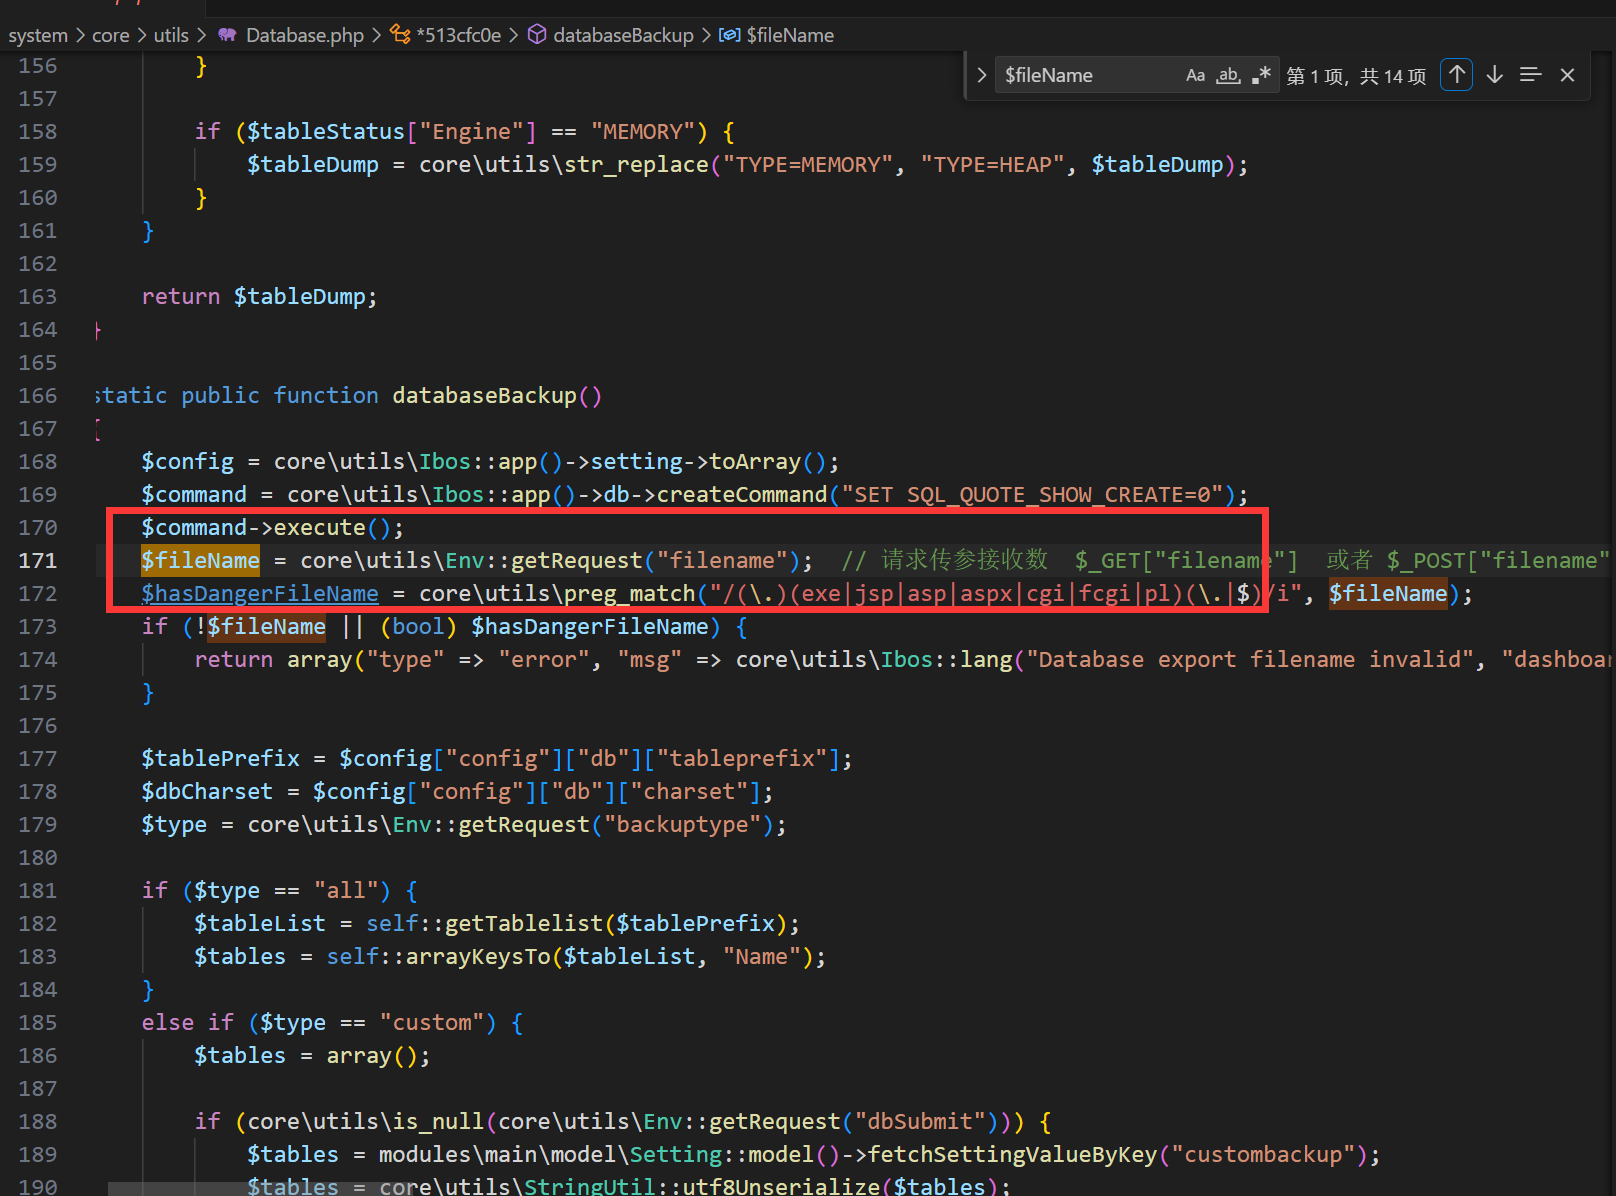 system > core > utils > Database.php > *513cfc0e > databaseBackup > $fileName
$fileName Aa ab .* 第 1 项，共 14 项
156 }
157
158 if ($tableStatus["Engine"] == "MEMORY") {
159 $tableDump = core\utils\str_replace("TYPE=MEMORY", "TYPE=HEAP", $tableDump);
160 }
161 }
162
163 return $tableDump;
164 }
165
166 static public function databaseBackup()
167 {
168 $config = core\utils\Ibos::app()->setting->toArray();
169 $command = core\utils\Ibos::app()->db->createCommand("SET SQL_QUOTE_SHOW_CREATE=0");
170 $command->execute();
171 $fileName = core\utils\Env::getRequest("filename"); // 请求传参接收数 $_GET["filename"] 或者 $_POST["filename"
172 $hasDangerFileName = core\utils\preg_match("/(\.)(exe|jsp|asp|aspx|cgi|fcgi|pl)(\.|$)/i", $fileName);
173 if (!$fileName || (bool) $hasDangerFileName) {
174 return array("type" => "error", "msg" => core\utils\Ibos::lang("Database export filename invalid", "dashboar
175 }
176
177 $tablePrefix = $config["config"]["db"]["tableprefix"];
178 $dbCharset = $config["config"]["db"]["charset"];
179 $type = core\utils\Env::getRequest("backuptype");
180
181 if ($type == "all") {
182 $tableList = self::getTablelist($tablePrefix);
183 $tables = self::arrayKeysTo($tableList, "Name");
184 }
185 else if ($type == "custom") {
186 $tables = array();
187
188 if (core\utils\is_null(core\utils\Env::getRequest("dbSubmit"))) {
189 $tables = modules\main\model\Setting::model()->fetchSettingValueByKey("custombackup");
190 $tables = core\utils\StringUtil::utf8Unserialize($tables);